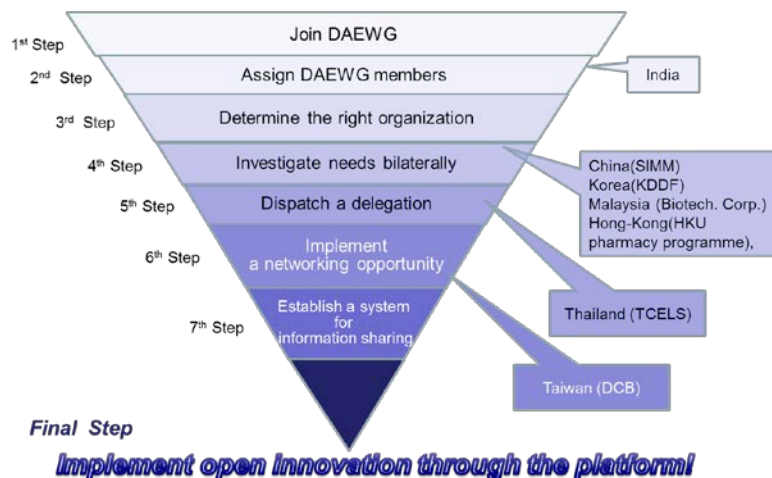 1st Step
Join DAEWG
2nd Step
Assign DAEWG members
India
3rd Step
Determine the right organization
4th Step
Investigate needs bilaterally
China(SIMM)
Korea(KDDF)
Malaysia (Biotech. Corp.)
Hong-Kong(HKU
pharmacy programme),
5th Step
Dispatch a delegation
6th Step
Implement
a networking opportunity
Thailand (TCELS)
7th Step
Establish a system
for
information sharing
Taiwan (DCB)
Final Step
Implement open innovation through the platform!